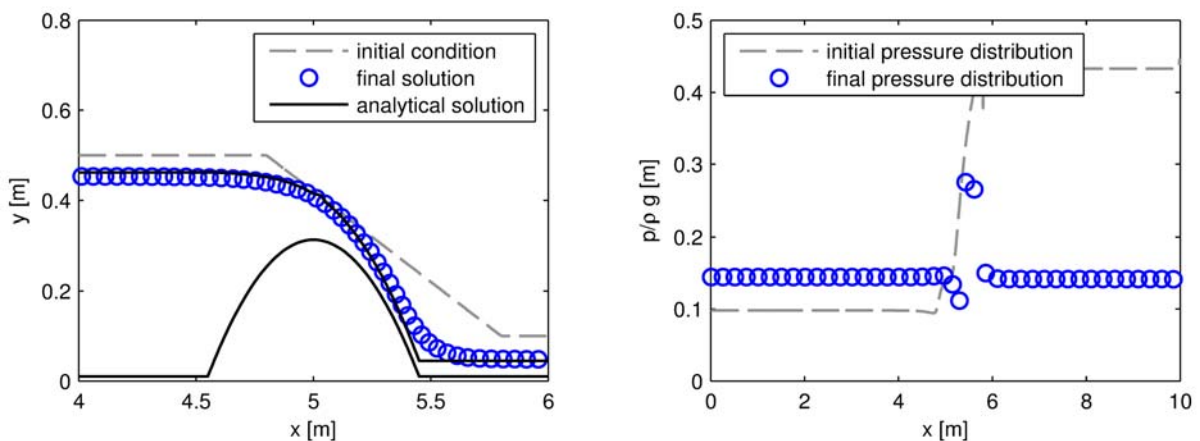 0.8
0.6
0.4
0.2
0
y [m]
initial condition
final solution
analytical solution
4
4.5
5
5.5
6
x [m]
0.5
0.4
0.3
0.2
0.1
0
p/ρ g [m]
initial pressure distribution
final pressure distribution
0
2
4
6
8
10
x [m]